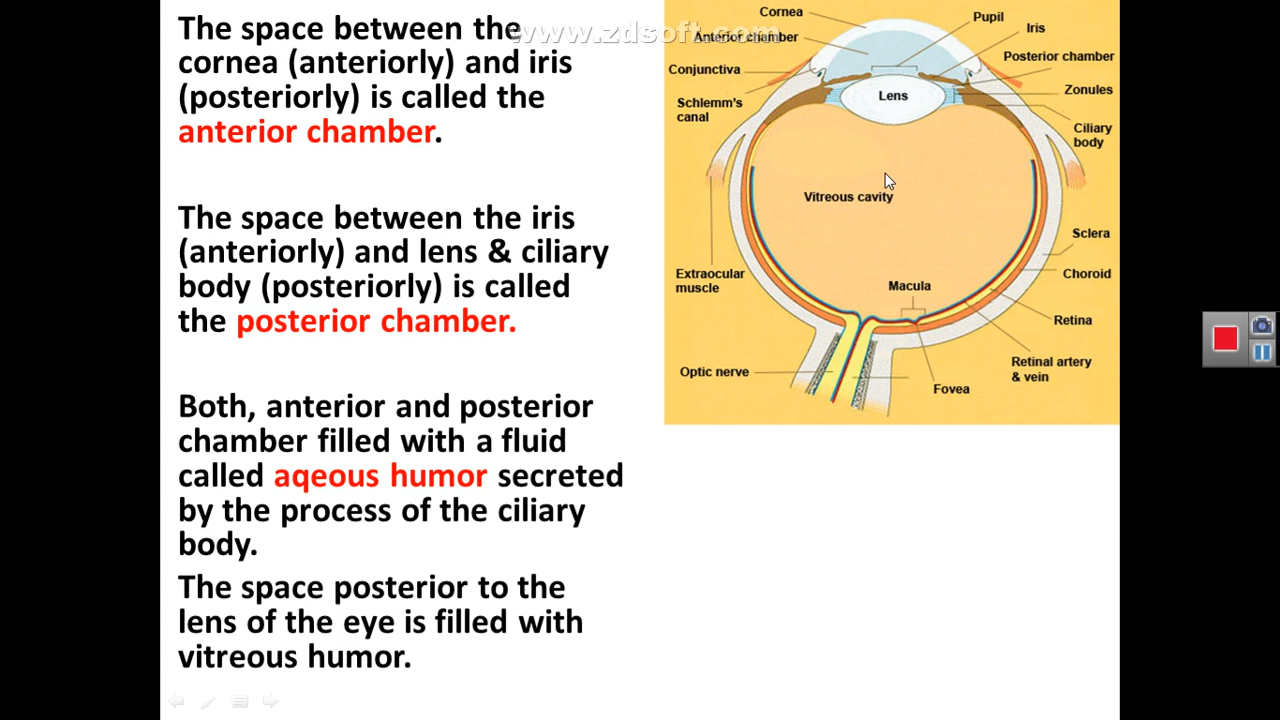 The space between the
cornea (anteriorly) and iris
(posteriorly) is called the
anterior chamber.
The space between the iris
(anteriorly) and lens & ciliary
body (posteriorly) is called
the posterior chamber.
Both, anterior and posterior
chamber filled with a fluid
called aqeous humor secreted
by the process of the ciliary
body.
The space posterior to the
lens of the eye is filled with
vitreous humor.
www.zdsoft.com
Cornea
Anterior chamber
Conjunctiva
Schlemm's
canal
Pupil
Iris
Posterior chamber
Zonules
Ciliary
body
Lens
Vitreous cavity
Extraocular
muscle
Macula
Sclera
Choroid
Retina
Retinal artery
& vein
Optic nerve
Fovea